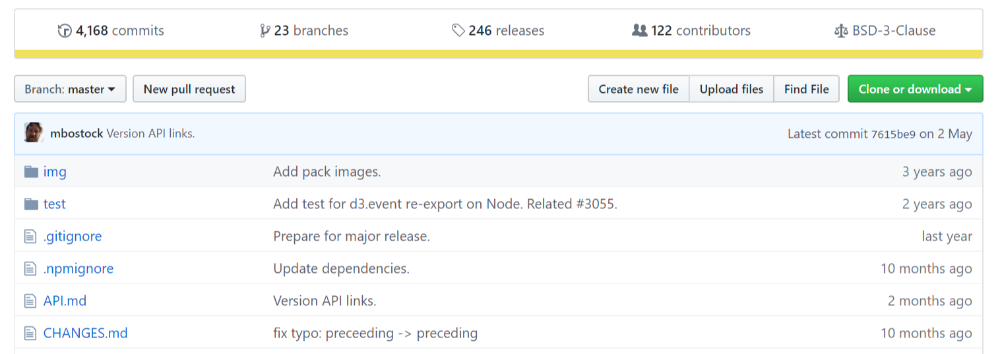 4,168 commits 23 branches 246 releases 122 contributors BSD-3-Clause
Branch: master New pull request Create new file Upload files Find File Clone or download
mbostock Version API links. Latest commit 7615be9 on 2 May
img Add pack images. 3 years ago
test Add test for d3.event re-export on Node. Related #3055. 2 years ago
.gitignore Prepare for major release. last year
.npmignore Update dependencies. 10 months ago
API.md Version API links. 2 months ago
CHANGES.md fix typo: preceeding -> preceding 10 months ago